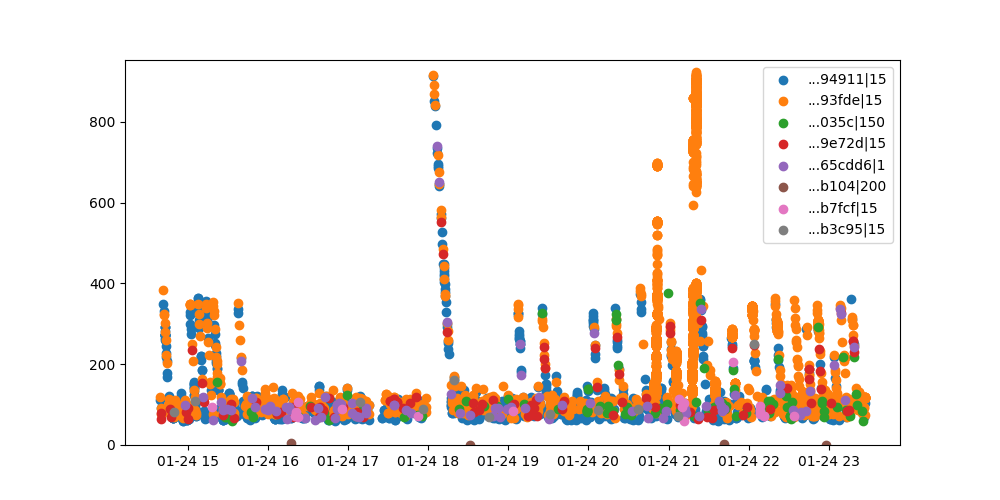 800
600
400
200
0
01-24 15 01-24 16 01-24 17 01-24 18 01-24 19 01-24 20 01-24 21 01-24 22 01-24 23
...94911|15
...93fde|15
...035c|150
...9e72d|15
...65cdd6|1
...b104|200
...b7fcf|15
...b3c95|15